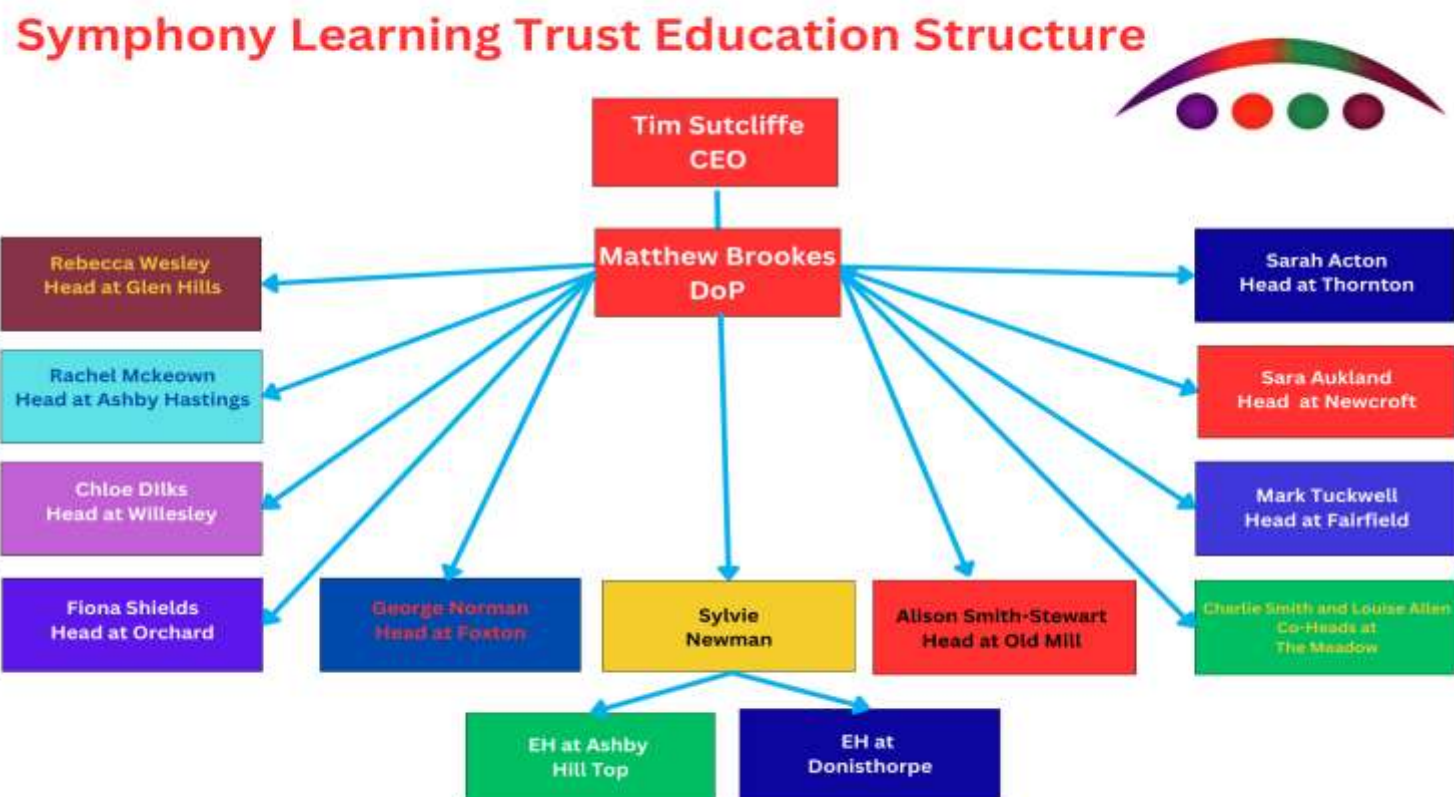 Symphony Learning Trust Education Structure
Tim Sutcliffe
CEO
Matthew Brookes
DoP
Rebecca Wesley
Head at Glen Hills
Rachel Mckeown
Head at Ashby Hastings
Chloe DIlks
Head at Willesley
Fiona Shields
Head at Orchard
George Norman
Head at Foxton
Sylvie
Newman
Alison Smith-Stewart
Head at Old Mill
Sarah Acton
Head at Thornton
Sara Aukland
Head at Newcroft
Mark Tuckwell
Head at Fairfield
Charlie Smith and Louise Allen
Co-Heads at
The Meadow
EH at Ashby
Hill Top
EH at
Donisthorpe